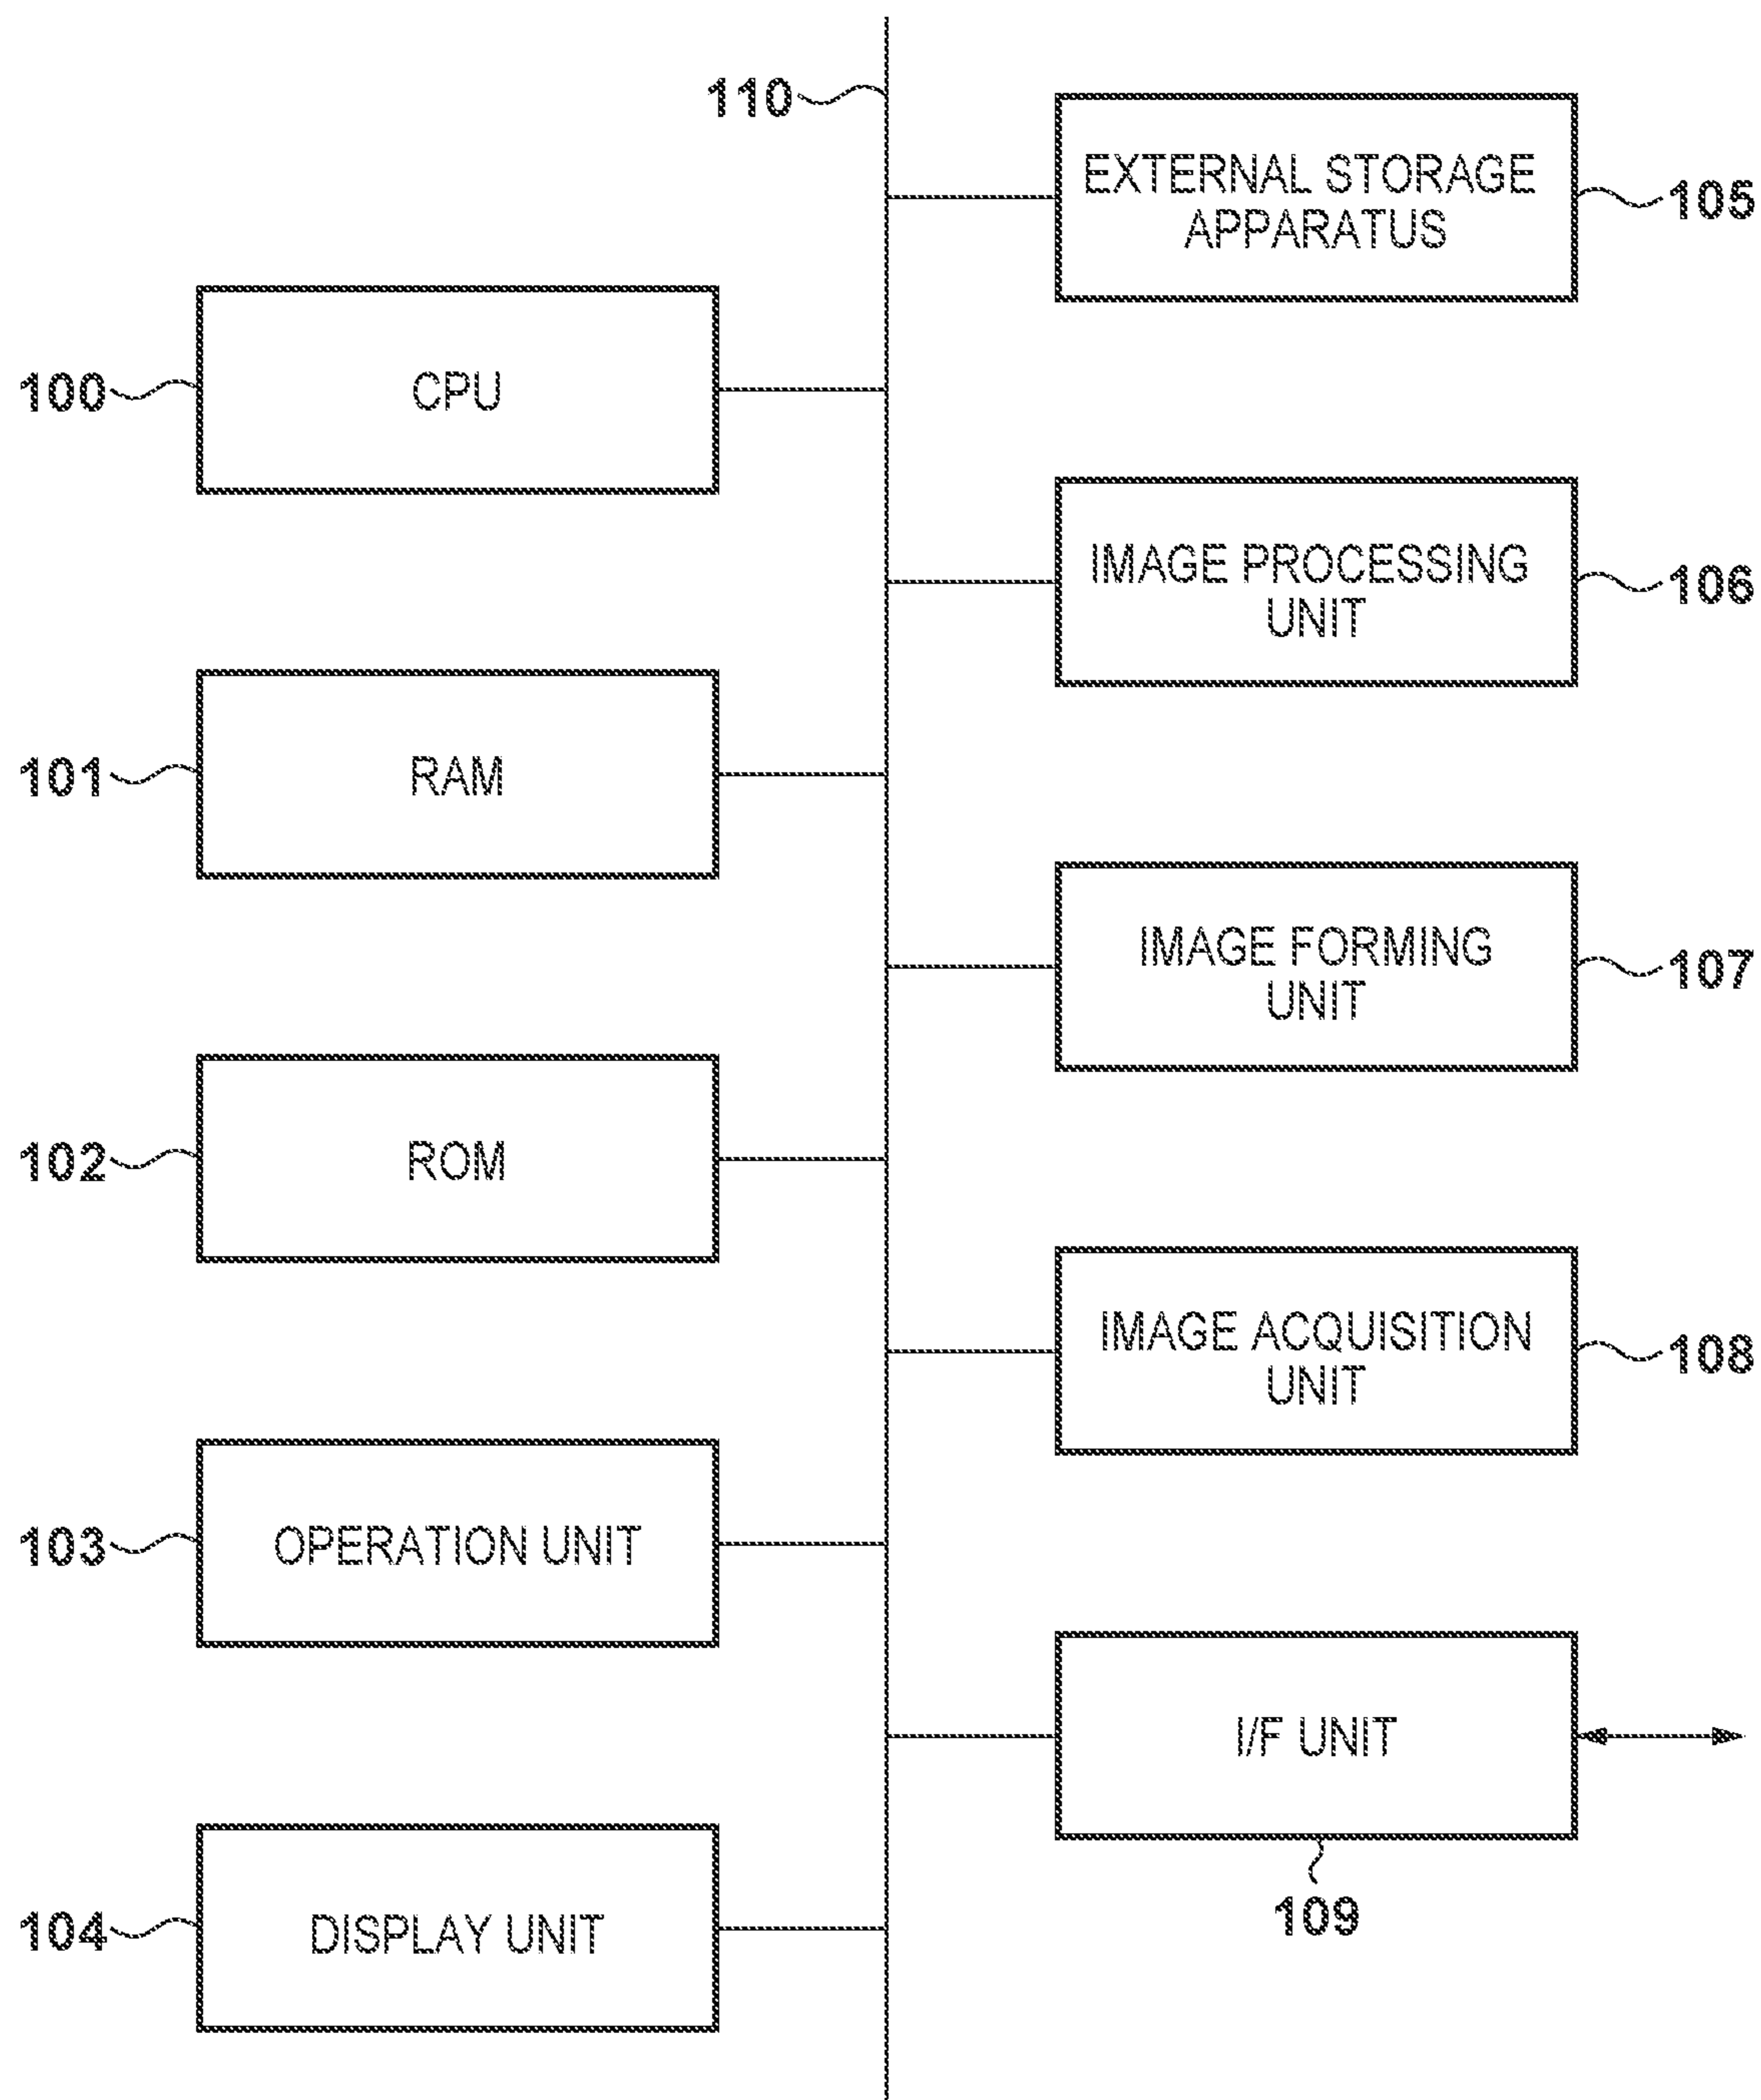 110
EXTERNAL STORAGE
APPARATUS
105
100
CPU
IMAGE PROCESSING
UNIT
106
101
RAM
IMAGE FORMING
UNIT
107
102
ROM
IMAGE ACQUISITION
UNIT
108
103
OPERATION UNIT
I/F UNIT
109
104
DISPLAY UNIT